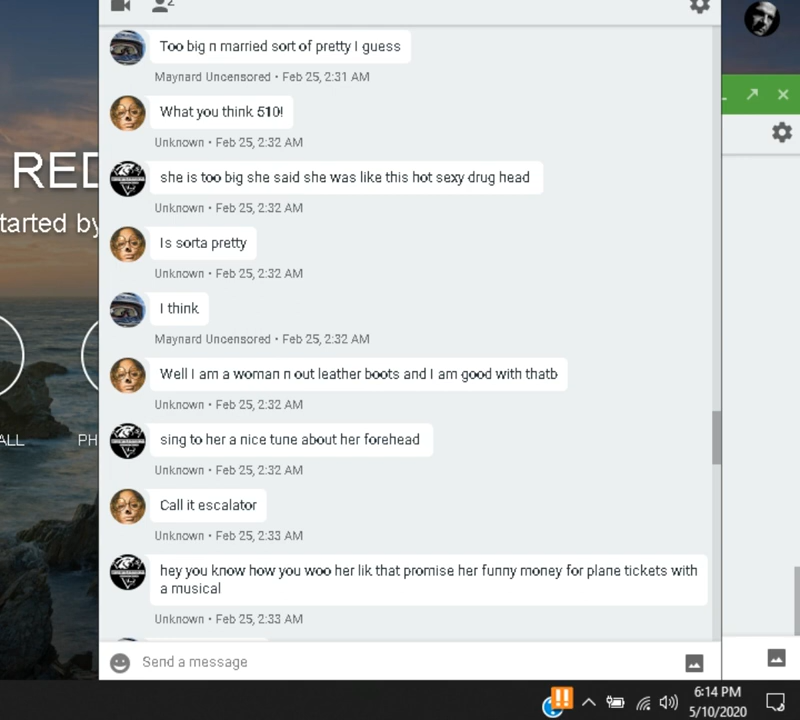 2
Too big n married sort of pretty I guess
Maynard Uncensored • Feb 25, 2:31 AM
What you think 510!
Unknown • Feb 25, 2:32 AM
she is too big she said she was like this hot sexy drug head
Unknown • Feb 25, 2:32 AM
Is sorta pretty
Unknown • Feb 25, 2:32 AM
I think
Maynard Uncensored • Feb 25, 2:32 AM
Well I am a woman n out leather boots and I am good with thatb
Unknown • Feb 25, 2:32 AM
sing to her a nice tune about her forehead
Unknown • Feb 25, 2:32 AM
Call it escalator
Unknown • Feb 25, 2:33 AM
hey you know how you woo her lik that promise her funny money for plane tickets with
a musical
Unknown • Feb 25, 2:33 AM
Send a message
RED
tarted by
ALL
PH
6:14 PM
5/10/2020